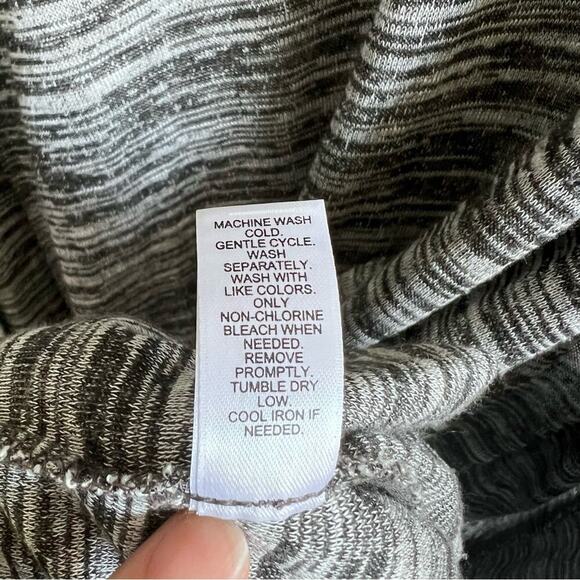 MACHINE WASH
COLD.
GENTLE CYCLE.
WASH
SEPARATELY.
WASH WITH
LIKE COLORS.
ONLY
NON-CHLORINE
BLEACH WHEN
NEEDED.
REMOVE
PROMPTLY.
TUMBLE DRY
LOW.
COOL IRON IF
NEEDED.